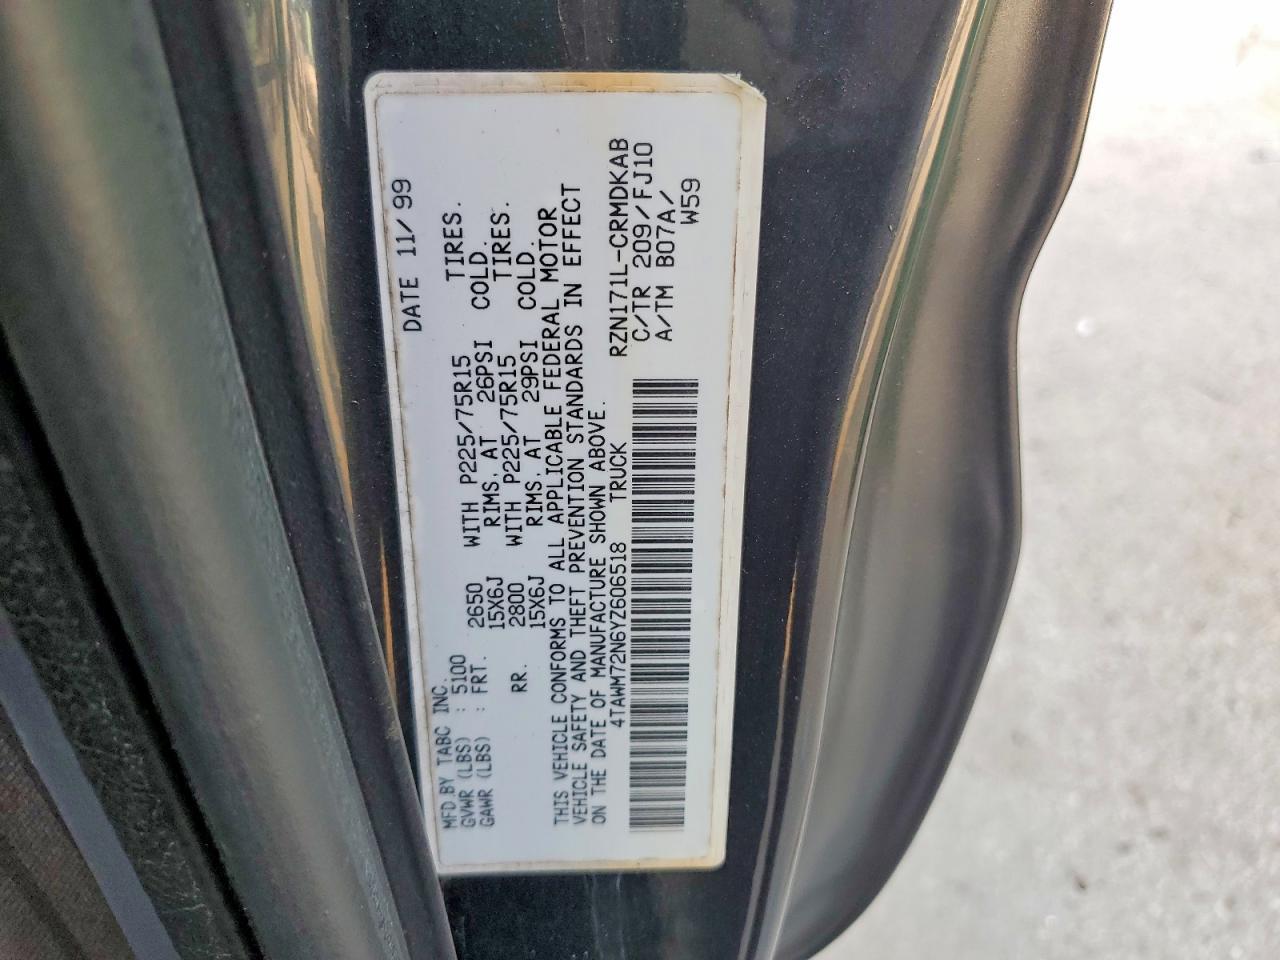 MFD.BY TABC INC. DATE 11/99
GVWR (LBS) : 5100
GAWR (LBS) : FRT. 2650 WITH P225/75R15 TIRES.
15X6J RIMS, AT 26PSI COLD.
RR. 2800 WITH P225/75R15 TIRES.
15X6J RIMS, AT 29PSI COLD.
THIS VEHICLE CONFORMS TO ALL APPLICABLE FEDERAL MOTOR
VEHICLE SAFETY AND THEFT PREVENTION STANDARDS IN EFFECT
ON THE DATE OF MANUFACTURE SHOWN ABOVE.
4TAWM72N6YZ606518 TRUCK RZN171L-CRMDKAB
C/TR 209/FJ10
A/TM B07A/
W59